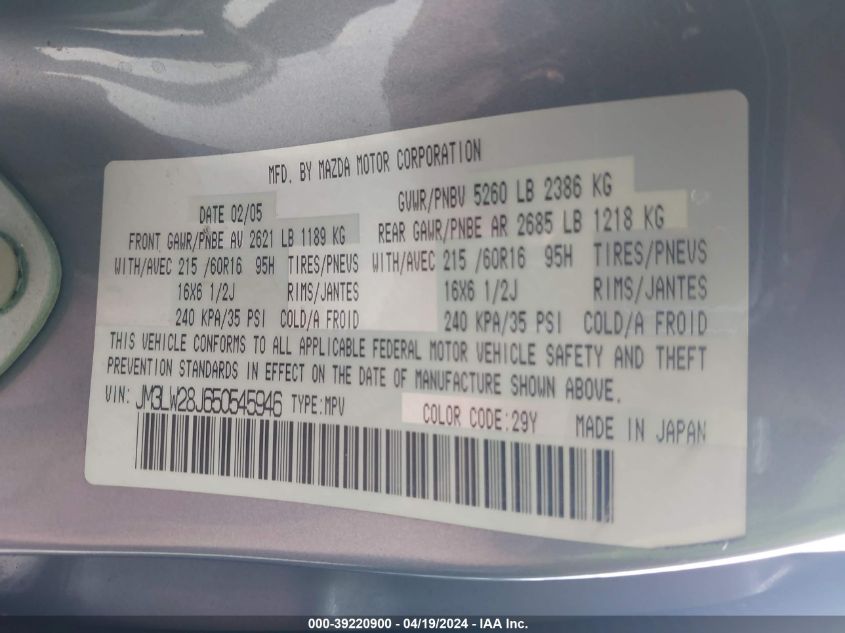 MFD. BY MAZDA MOTOR CORPORATION
DATE 02/05 GVWR/PNBV 5260 LB 2386 KG
FRONT GAWR/PNBE AV 2621 LB 1189 KG REAR GAWR/PNBE AR 2685 LB 1218 KG
WITH/AVEC 215 /60R16 95H TIRES/PNEUS WITH/AVEC 215 /60R16 95H TIRES/PNEUS
16X6 1/2J RIMS/JANTES 16X6 1/2J RIMS/JANTES
240 KPA/35 PSI COLD/A FROID 240 KPA/35 PSI COLD/A FROID
THIS VEHICLE CONFORMS TO ALL APPLICABLE FEDERAL MOTOR VEHICLE SAFETY AND THEFT
PREVENTION STANDARDS IN EFFECT ON THE DATE OF MANUFACTURE SHOWN ABOVE.
VIN: JM3LW28J650545946 TYPE:MPV COLOR CODE:29Y MADE IN JAPAN
000-39220900 - 04/19/2024 - IAA Inc.